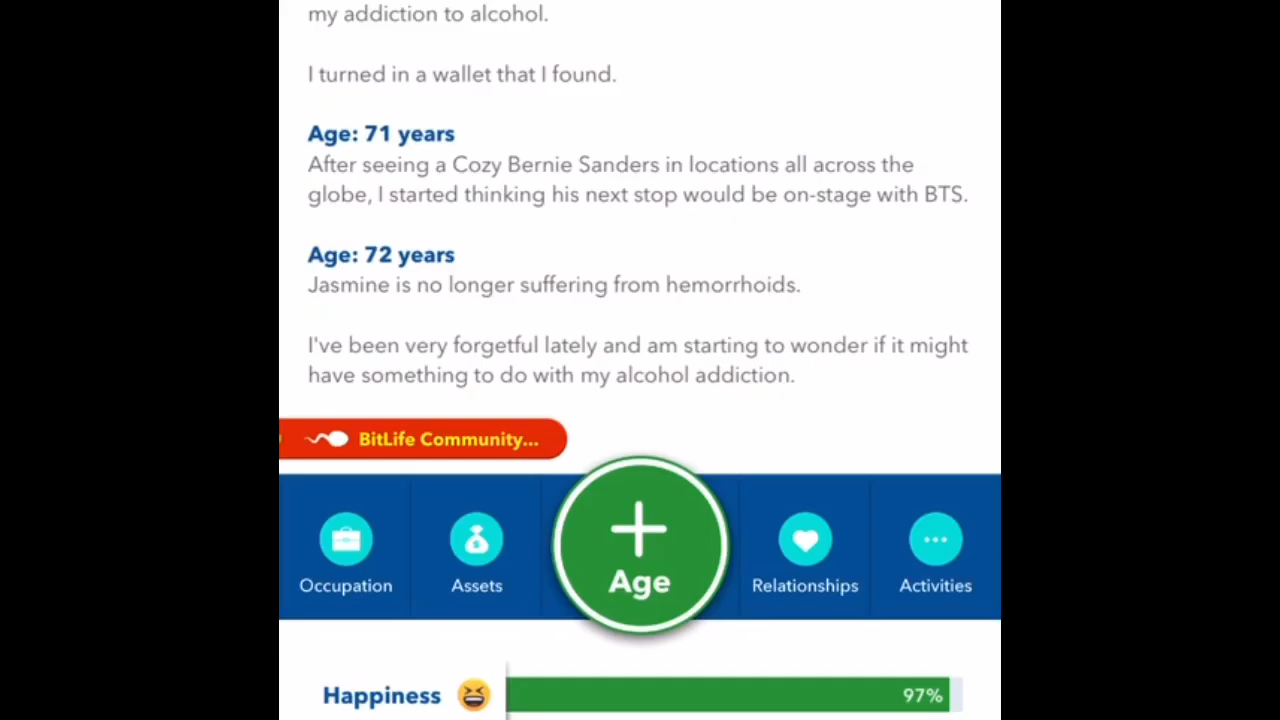 my addiction to alcohol.
I turned in a wallet that I found.
Age: 71 years
After seeing a Cozy Bernie Sanders in locations all across the
globe, I started thinking his next stop would be on-stage with BTS.
Age: 72 years
Jasmine is no longer suffering from hemorrhoids.
I've been very forgetful lately and am starting to wonder if it might
have something to do with my alcohol addiction.
BitLife Community...
Age
Occupation
Assets
Relationships
Activities
Happiness
97%